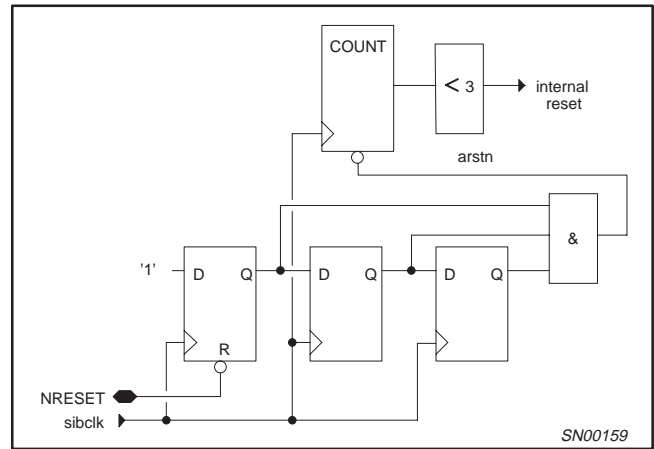 COUNT
< 3
internal
reset
arstn
&
'1'
D Q
D Q
D Q
R
NRESET
sibclk
SN00159